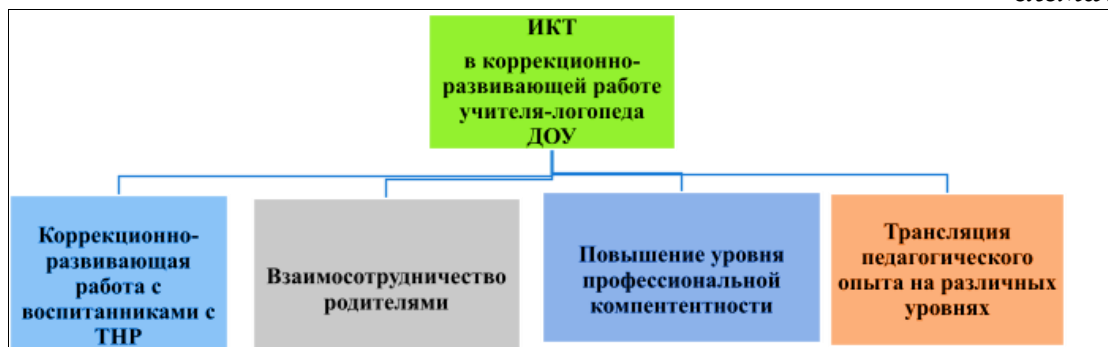 ИКТ
в коррекционно-
развивающей работе
учителя-логопеда
ДОУ
Коррекционно-
развивающая
работа с
воспитанниками с
ТНР
Взаимосотрудничество
родителями
Повышение уровня
профессиональной
компентентности
Трансляция
педагогического
опыта на различных
уровнях